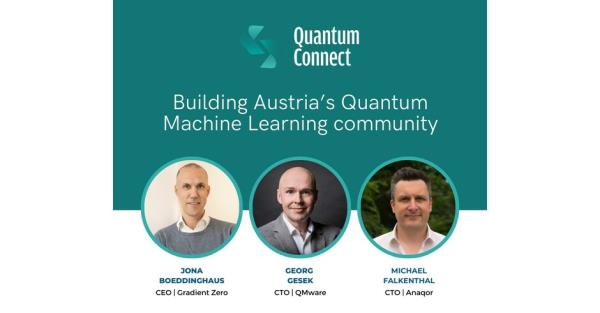 Quantum
Connect
Building Austria's Quantum
Machine Learning community
JONA
BOEDDINGHAUS
CEO | Gradient Zero
GEORG
GESEK
CTO | QMware
MICHAEL
FALKENTHAL
CTO | Anaqor